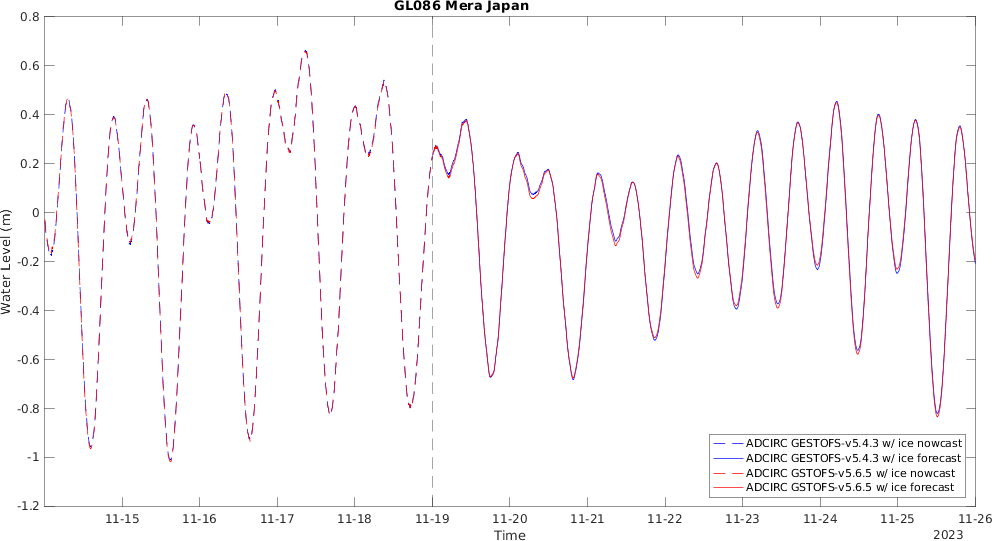 GL086 Mera Japan
0.8
0.6
0.4
0.2
0
-0.2
-0.4
-0.6
-0.8
-1
-1.2
Water Level (m)
11-15 11-16 11-17 11-18 11-19 11-20 11-21 11-22 11-23 11-24 11-25 11-26
Time
2023
ADCIRC GESTOFS-v5.4.3 w/ ice nowcast
ADCIRC GESTOFS-v5.4.3 w/ ice forecast
ADCIRC GSTOFS-v5.6.5 w/ ice nowcast
ADCIRC GSTOFS-v5.6.5 w/ ice forecast